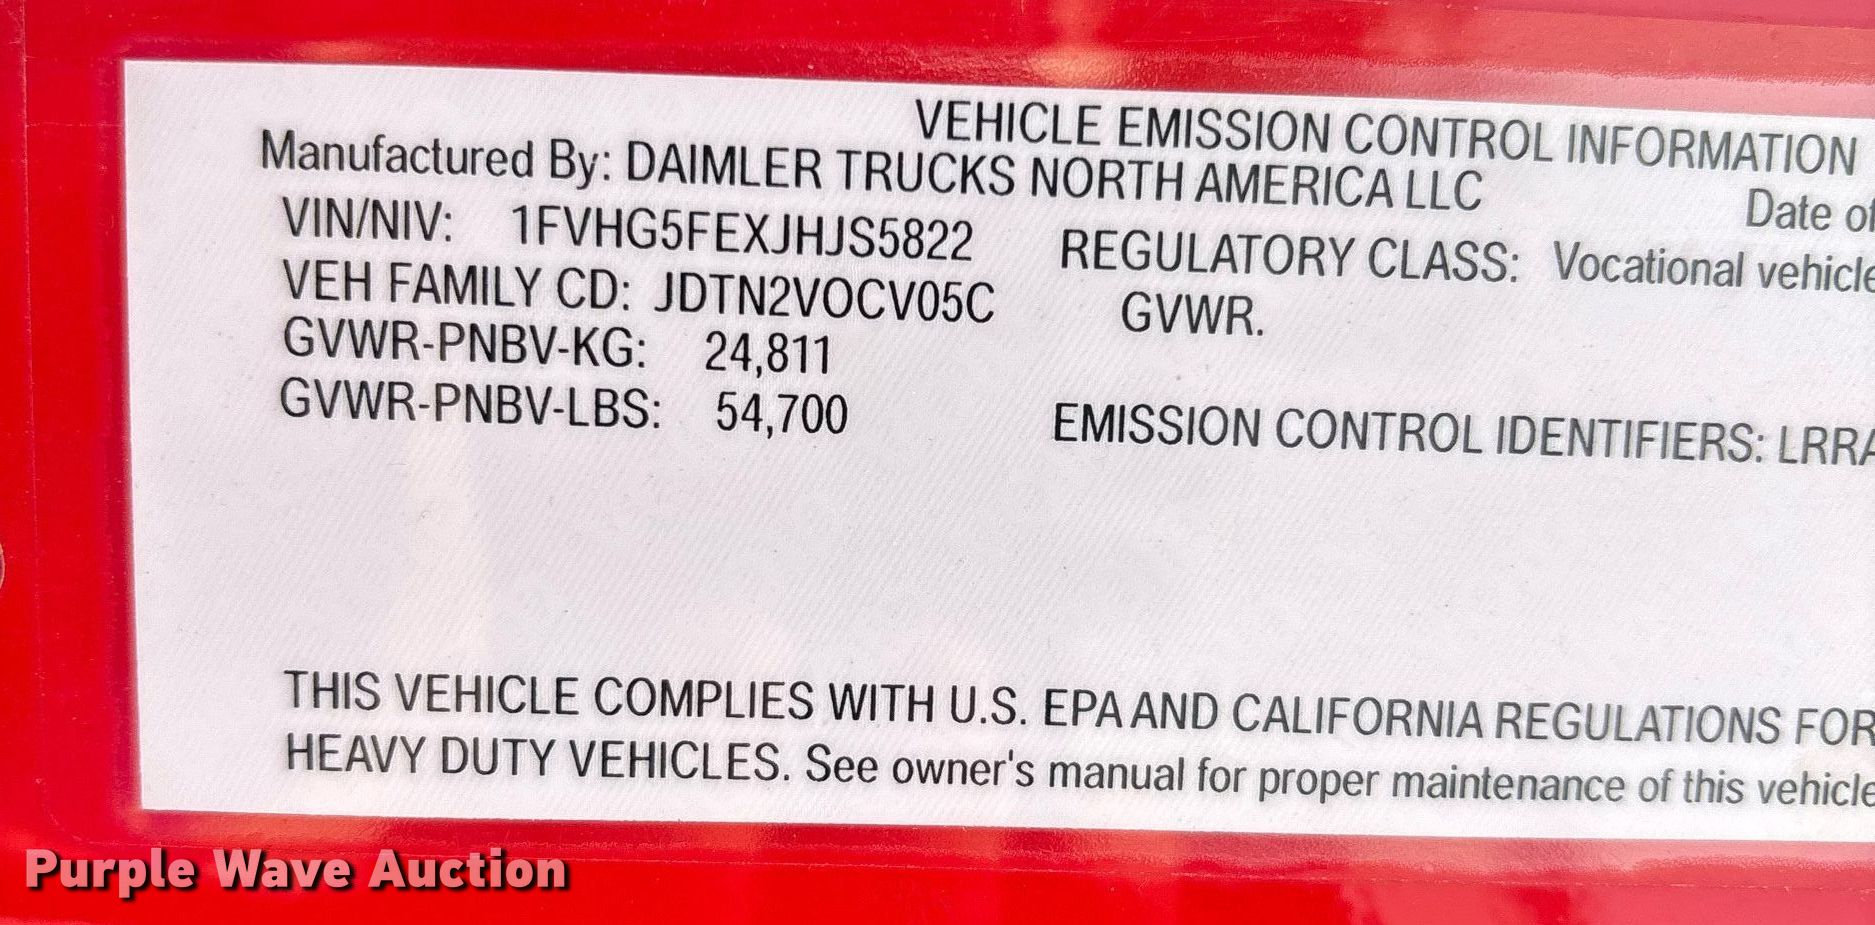 VEHICLE EMISSION CONTROL INFORMATION
Manufactured By: DAIMLER TRUCKS NORTH AMERICA LLC
Date of
VIN/NIV: 1FVHG5FEXJHJS5822
REGULATORY CLASS: Vocational vehicle
VEH FAMILY CD: JDTN2VOCV05C
GVWR.
GVWR-PNBV-KG: 24,811
GVWR-PNBV-LBS: 54,700
EMISSION CONTROL IDENTIFIERS: LRRA
THIS VEHICLE COMPLIES WITH U.S. EPA AND CALIFORNIA REGULATIONS FOR
HEAVY DUTY VEHICLES. See owner's manual for proper maintenance of this vehicle
Purple Wave Auction